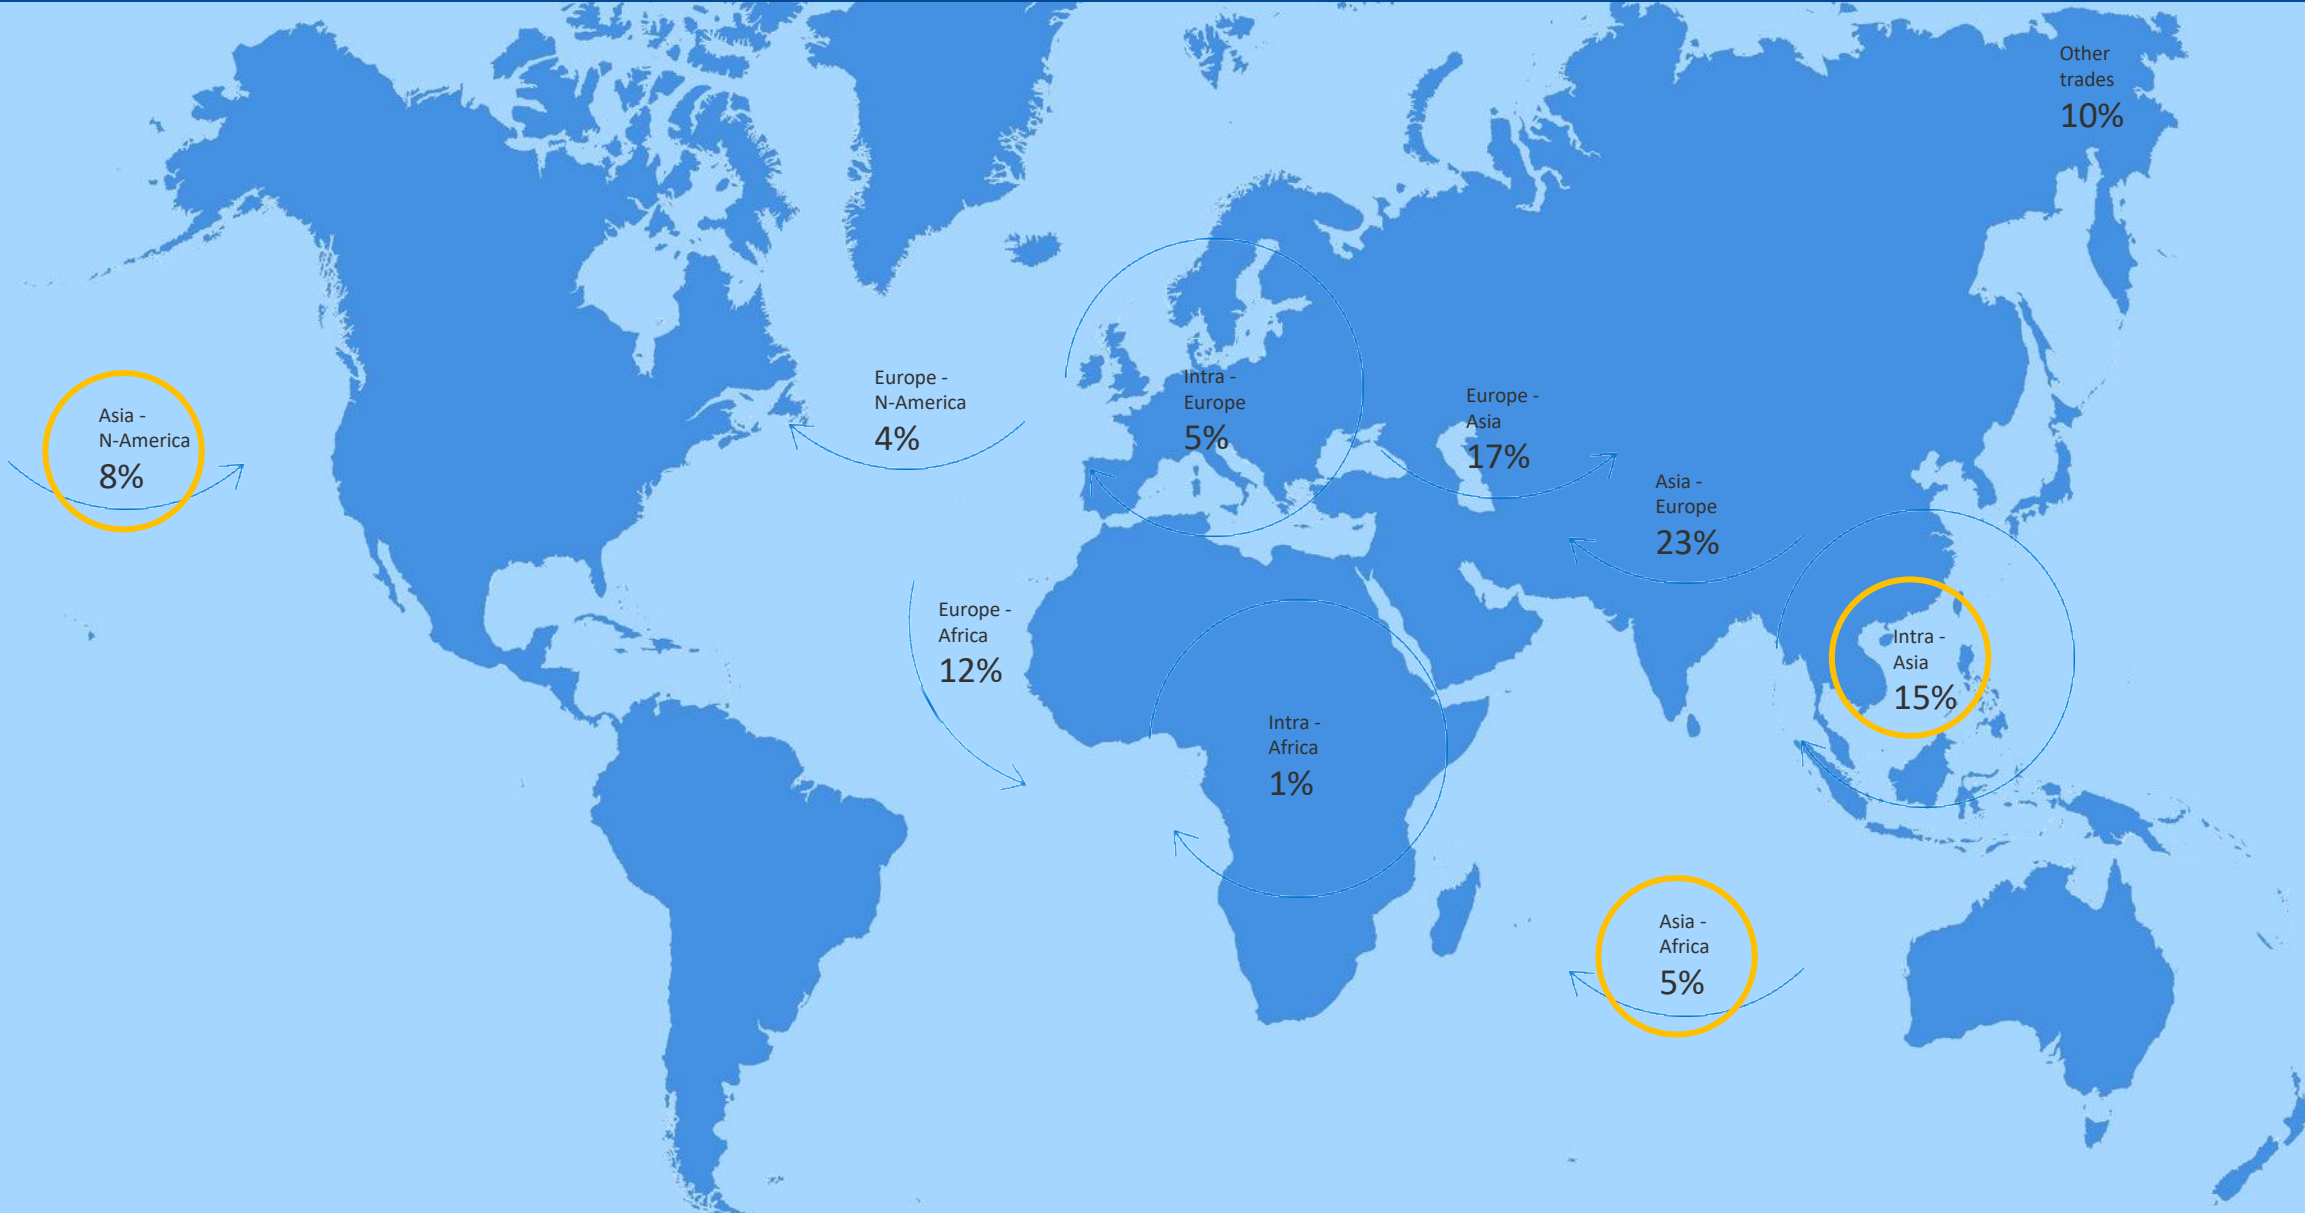 Other
trades
10%
Asia -
N-America
8%
Europe -
N-America
4%
Intra -
Europe
5%
Europe -
Asia
17%
Asia -
Europe
23%
Europe -
Africa
12%
Intra -
Asia
15%
Intra -
Africa
1%
Asia -
Africa
5%